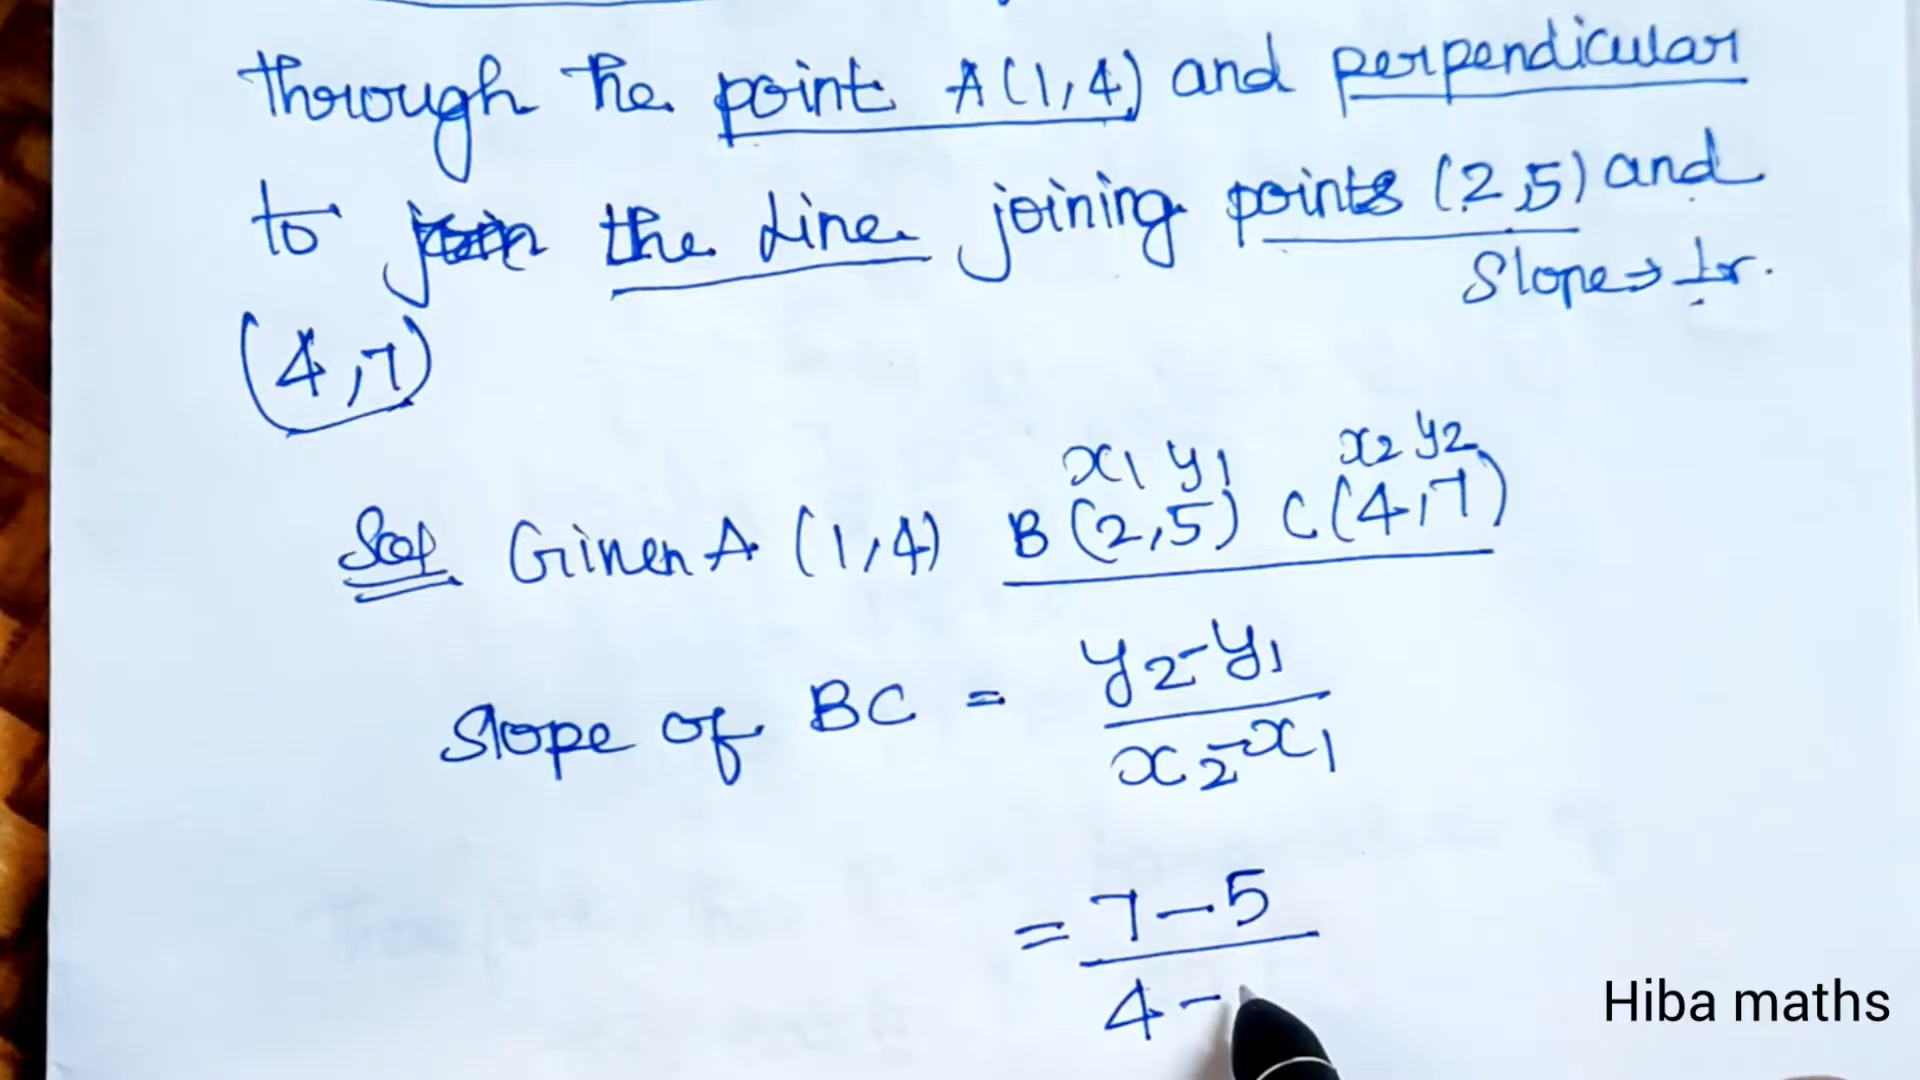 through the point A(1,4) and perpendicular
to the Line joining points (2,5) and
Slope → ⊥r.
(4,7)
x1 y1 x2 y2
Sol Given A (1,4) B (2,5) C (4,7)
Slope of BC = y2-y1
x2-x1
= 7-5
4-
Hiba maths